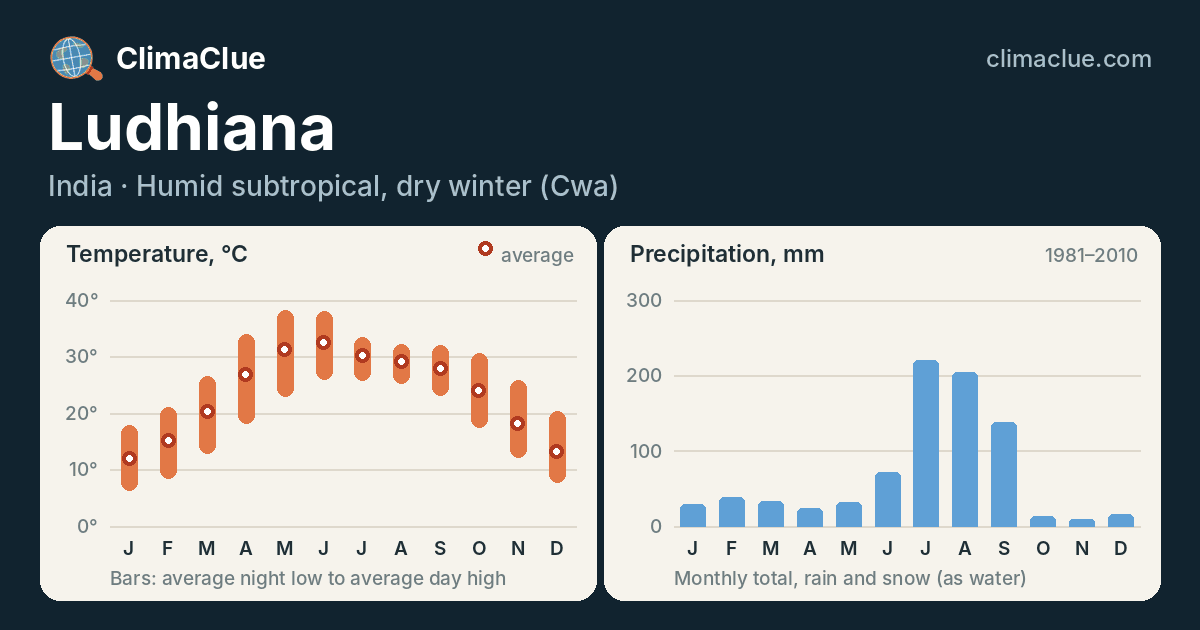 ClimaClue
climaclue.com
Ludhiana
India · Humid subtropical, dry winter (Cwa)
Temperature, °C
average
40°
30°
20°
10°
0°
J F M A M J J A S O N D
Bars: average night low to average day high
Precipitation, mm
1981–2010
300
200
100
0
J F M A M J J A S O N D
Monthly total, rain and snow (as water)